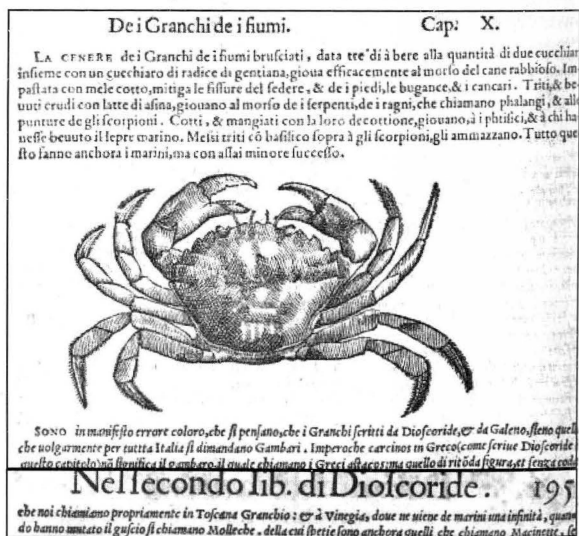 De i Granchi de i fiumi. Cap: X.
LA CENERE de i Granchi de i fiumi bruſciati, data tre dì à bere alla quantità di due cucchiar
inſieme con un cucchiaro di radice di gentiana, gioua efficacemente al morſo del cane rabbioſo. Im
paſtata con mele cotto, mitiga le fiſſure del ſedere, & de i piedi, le bugance, & i cancari. Triti, & be
uuti crudi con latte di aſina, giouano al morſo de i ſerpenti, de i ragni, che chiamano phalangi, & alle
punture de gli ſcorpioni. Cotti, & mangiati con la loro decottione, giouano, à i phtiſici, & à chi ha
neſſe beuuto il lepre marino. Meſsi triti cō baſilico ſopra à gli ſcorpioni, gli ammazzano. Tutto que
ſto fanno anchora i marini, ma con aſſai minore ſucceſſo.
SONO in manifeſto errore coloro, che ſi penſano, che i Granchi ſcritti da Dioſcoride, & da Galeno, ſieno quell
che uolgarmente per tutta Italia ſi dimandano Gambari. Imperoche carcinos in Greco (come ſcriue Dioſcoride
queſto capitolo) nō ſignifica il gambaro, il quale chiamano i Greci aſtacos: ma quello di ritōda figura, et ſenza coda
Nel ſecondo lib. di Dioſcoride. 195
che noi chiamiamo propriamente in Toſcana Granchio: & à Vinegia, doue ne uiene de marini una infinità, quand
do hanno mutato il guſcio ſi chiamano Molleche, della cui ſpetie ſono anchora quelli che chiamano Macinette, ſe